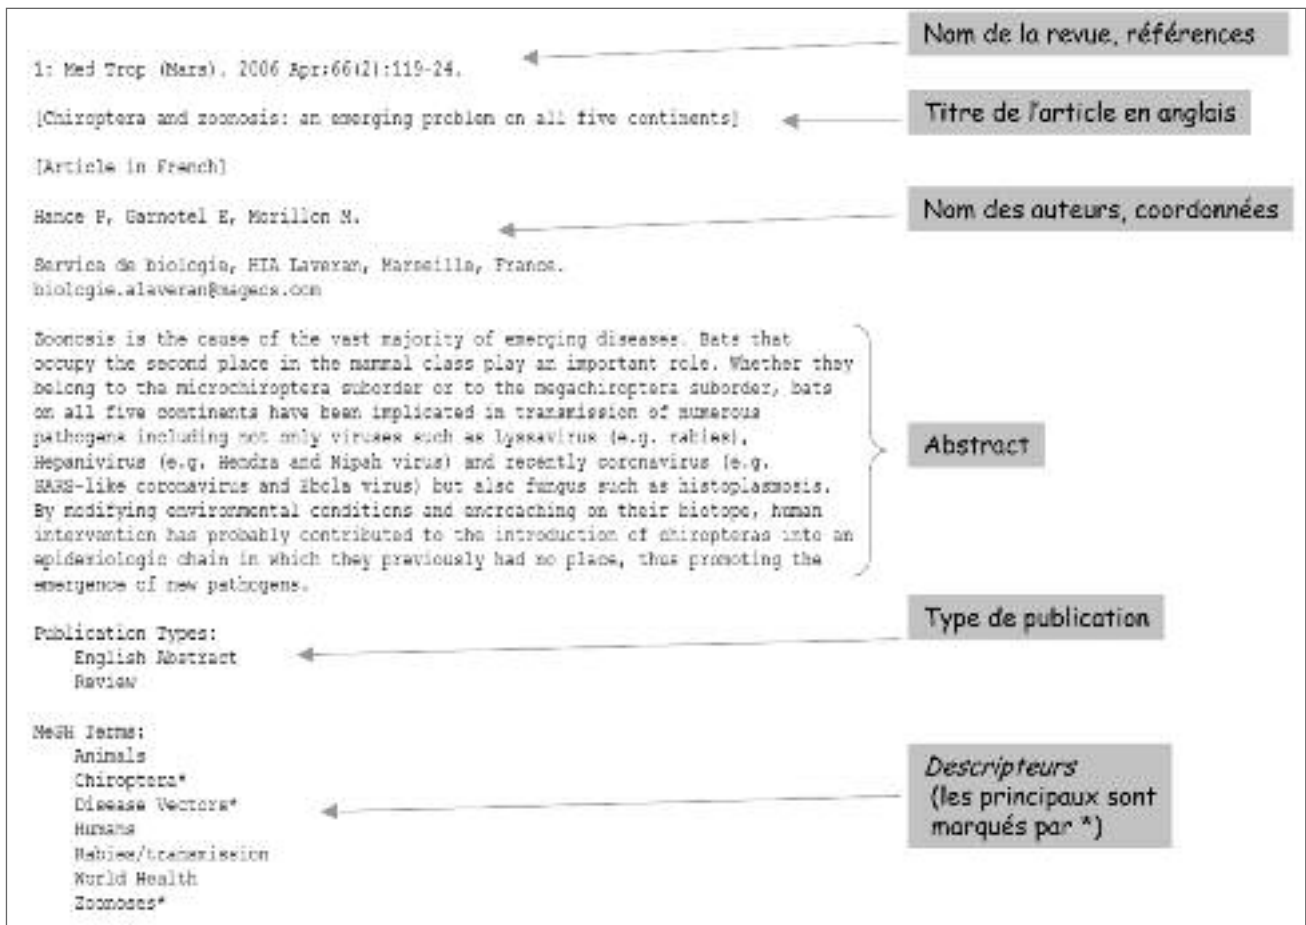 Nom de la revue, références
1: Med Trop (Mars). 2006 Apr;66(2):119-24.
[Chiroptera and zoonosis: an emerging problem on all five continents]
Titre de l'article en anglais
[Article in French]
Hance P, Garnotel E, Morillon M.
Nom des auteurs, coordonnées
Service de biologie, HIA Laveran, Marseille, France.
biologie.alaveran@mageos.com
Zoonosis is the cause of the vast majority of emerging diseases. Bats that
occupy the second place in the mammal class play an important role. Whether they
belong to the microchiroptera suborder or to the megachiroptera suborder, bats
on all five continents have been implicated in transmission of numerous
pathogens including not only viruses such as Lyssavirus (e.g. rabies),
Hepanivirus (e.g. Hendra and Nipah virus) and recently coronavirus (e.g.
SARS-like coronavirus and Ebola virus) but also fungus such as histoplasmosis.
By modifying environmental conditions and encroaching on their biotope, human
intervention has probably contributed to the introduction of chiropteras into an
epidemiologic chain in which they previously had no place, thus promoting the
emergence of new pathogens.
Abstract
Type de publication
Publication Types:
English Abstract
Review
MeSH Terms:
Animals
Chiroptera*
Disease Vectors*
Humans
Rabies/transmission
World Health
Zoonoses*
Descripteurs
(les principaux sont
marqués par *)